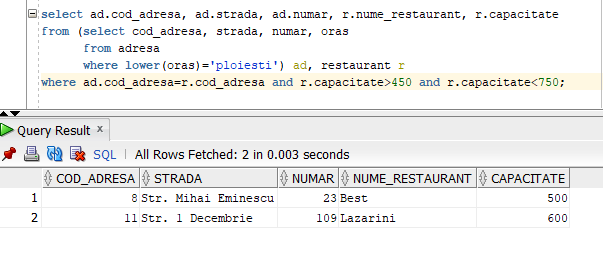 select ad.cod_adresa, ad.strada, ad.numar, r.nume_restaurant, r.capacitate
from (select cod_adresa, strada, numar, oras
from adresa
where lower(oras)='ploiesti') ad, restaurant r
where ad.cod_adresa=r.cod_adresa and r.capacitate>450 and r.capacitate<750;
Query Result x
SQL | All Rows Fetched: 2 in 0.003 seconds
COD_ADRESA STRADA NUMAR NUME_RESTAURANT CAPACITATE
1 8 Str. Mihai Eminescu 23 Best 500
2 11 Str. 1 Decembrie 109 Lazarini 600